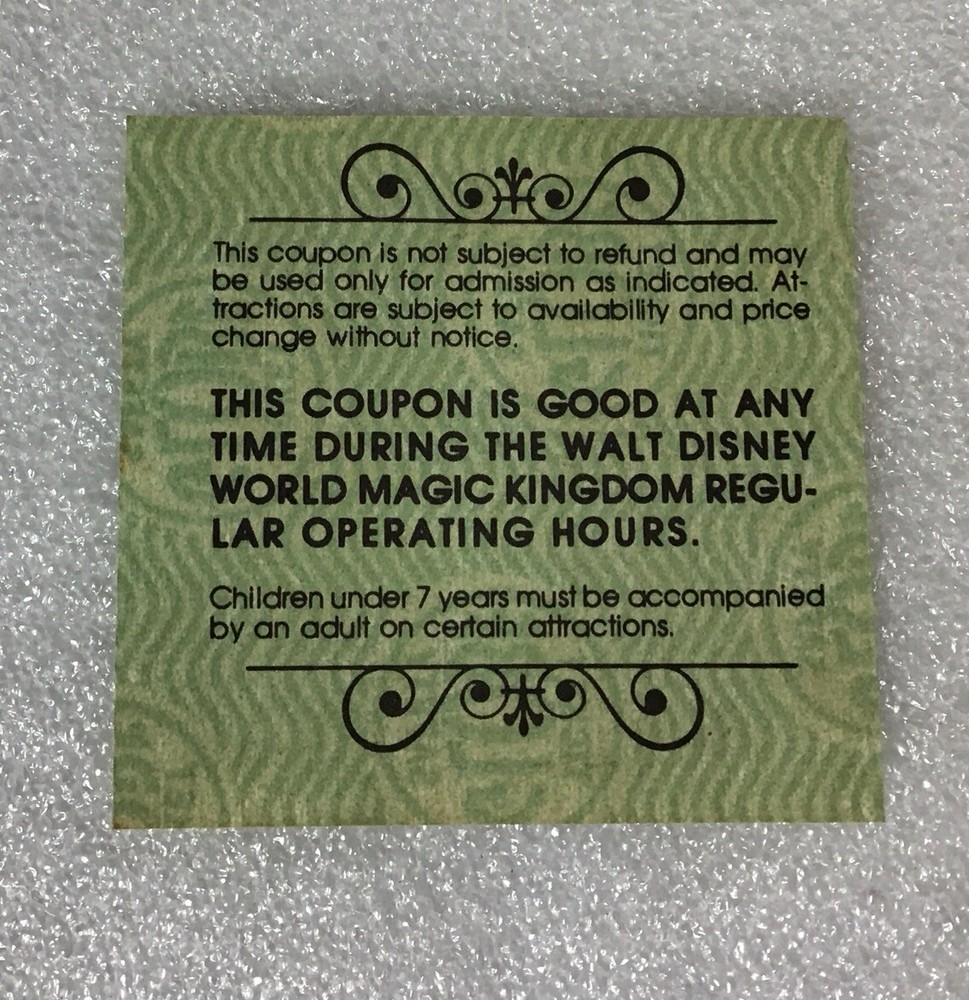 This coupon is not subject to refund and may
be used only for admission as indicated. At-
tractions are subject to availability and price
change without notice.
THIS COUPON IS GOOD AT ANY
TIME DURING THE WALT DISNEY
WORLD MAGIC KINGDOM REGU-
LAR OPERATING HOURS.
Children under 7 years must be accompanied
by an adult on certain attractions.